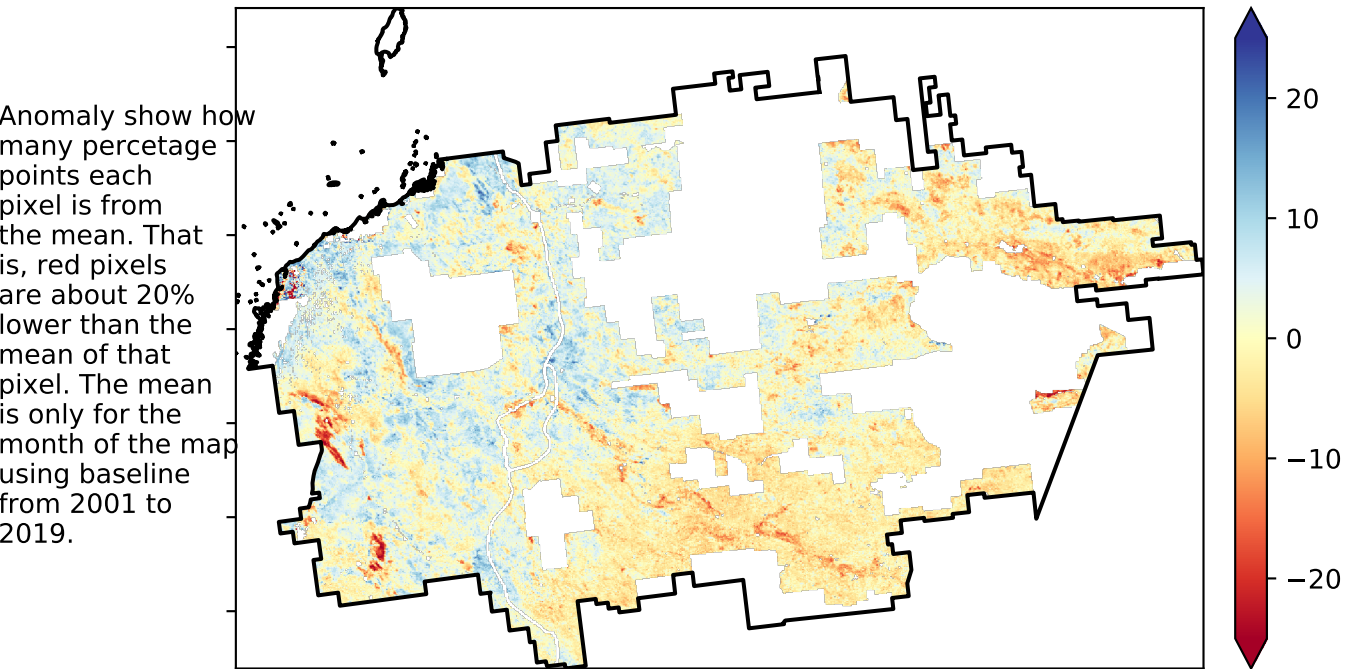 Anomaly show how
many percetage
points each
pixel is from
the mean. That
is, red pixels
are about 20%
lower than the
mean of that
pixel. The mean
is only for the
month of the map
using baseline
from 2001 to
2019.
20
10
0
−10
−20